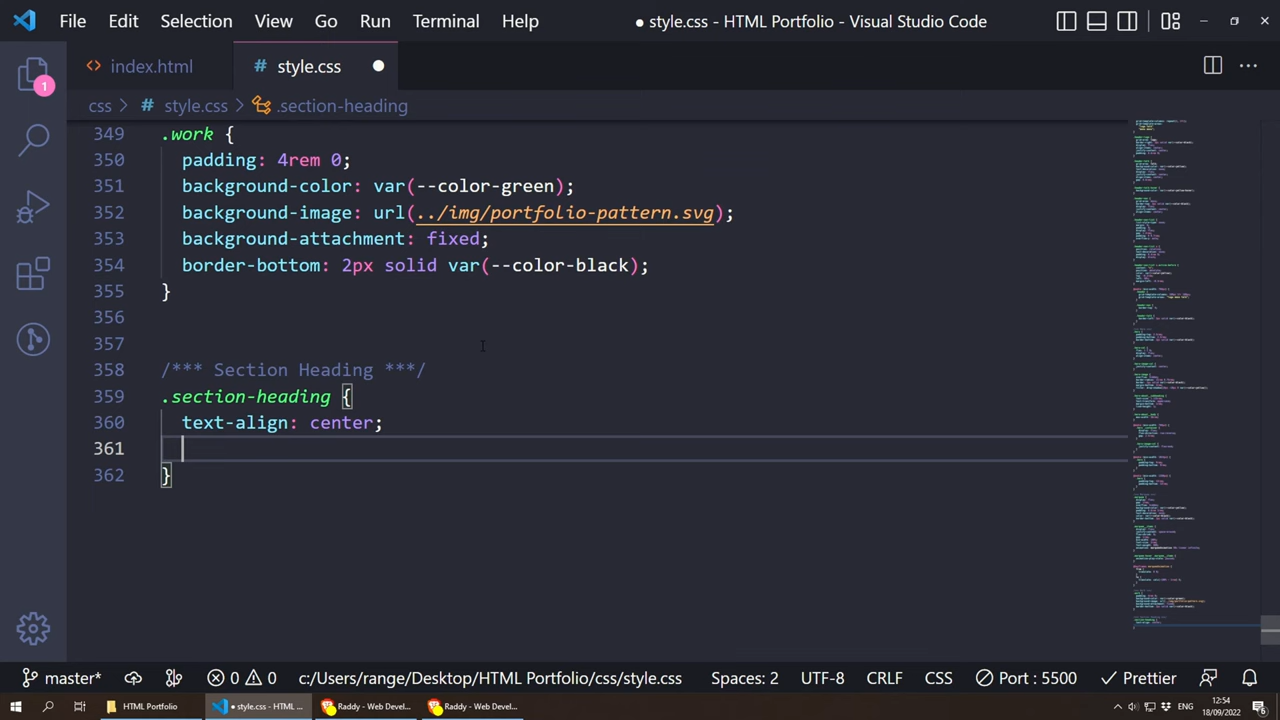 File Edit Selection View Go Run Terminal Help ● style.css - HTML Portfolio - Visual Studio Code
<> index.html # style.css ●
1
css > # style.css > .section-heading
349 .work {
350 padding: 4rem 0;
351 background-color: var(--color-green);
352 background-image: url(../img/portfolio-pattern.svg);
353 background-attachment: fixed;
354 border-bottom: 2px solid var(--color-black);
355 }
356
357
358 /*** Section Heading ***/
359 .section-heading {
360 text-align: center;
361
362 }
master* 0 0 c:/Users/range/Desktop/HTML Portfolio/css/style.css Spaces: 2 UTF-8 CRLF CSS Port : 5500 Prettier
HTML Portfolio ● style.css - HTML ... Raddy - Web Devel... Raddy - Web Devel... 12:54
18/09/2022 6